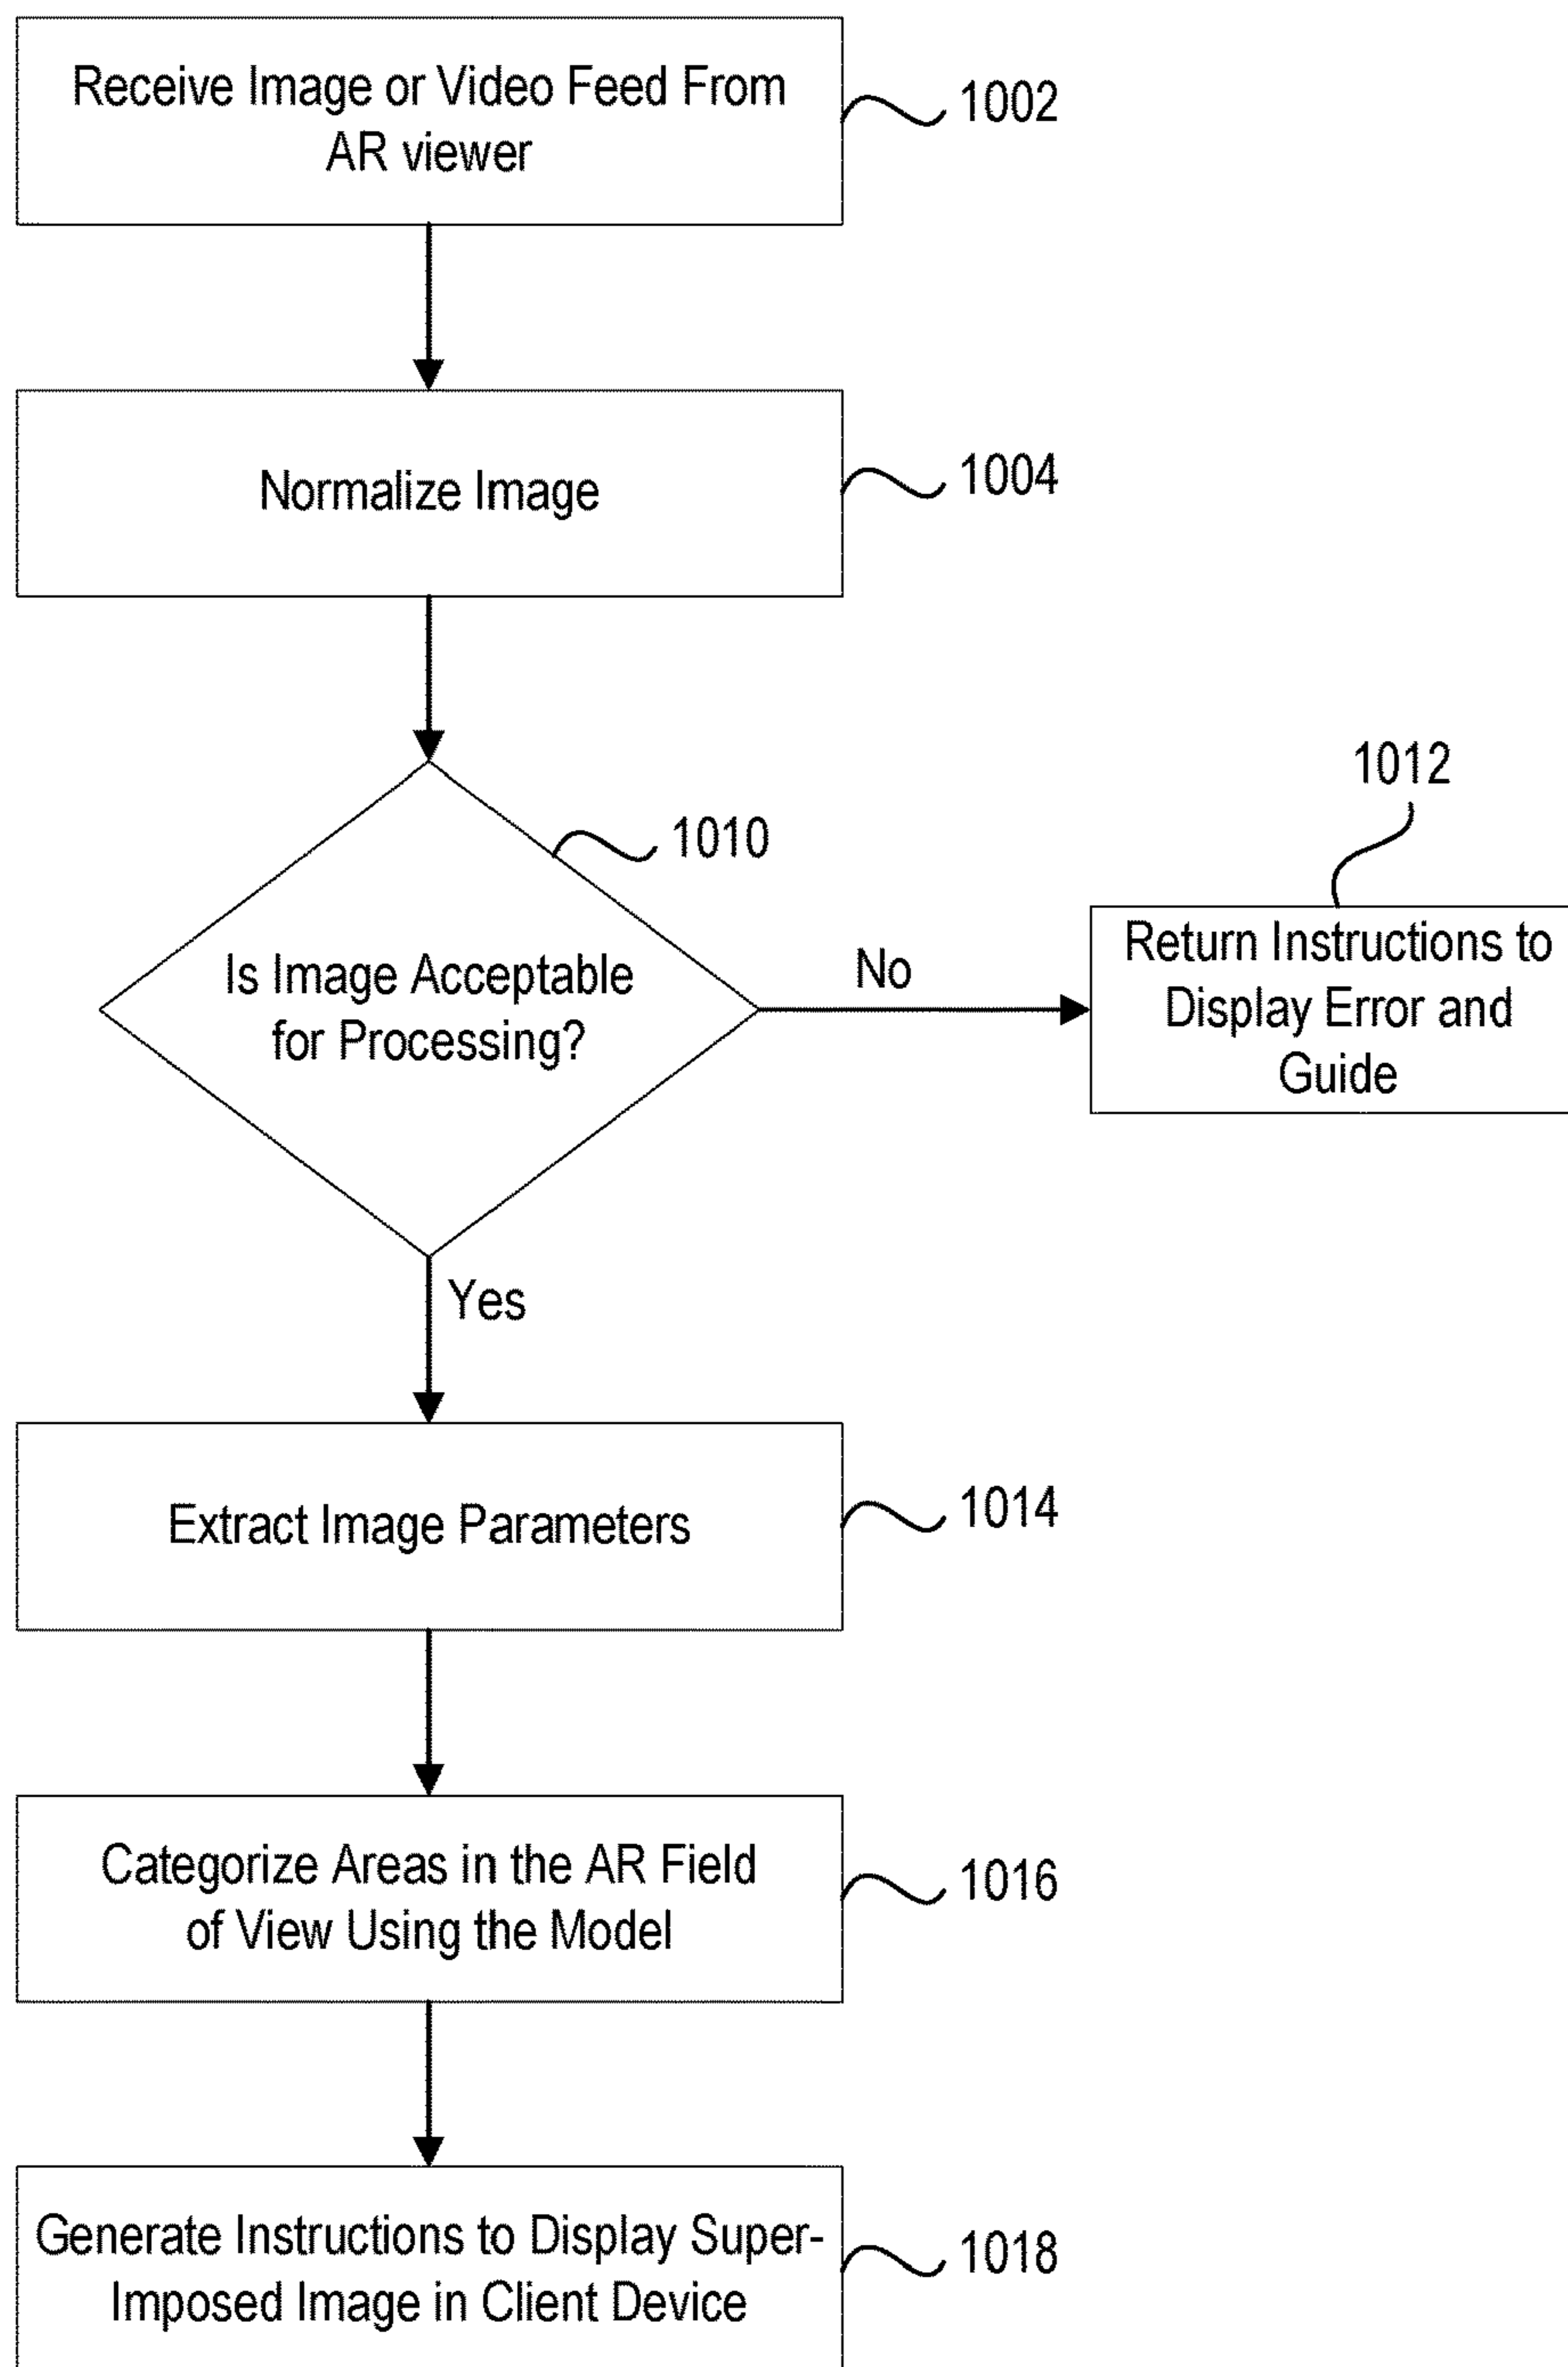 Receive Image or Video Feed From
AR viewer
1002
Normalize Image
1004
1010
Is Image Acceptable
for Processing?
No
1012
Return Instructions to
Display Error and
Guide
Yes
Extract Image Parameters
1014
Categorize Areas in the AR Field
of View Using the Model
1016
Generate Instructions to Display Super-
Imposed Image in Client Device
1018